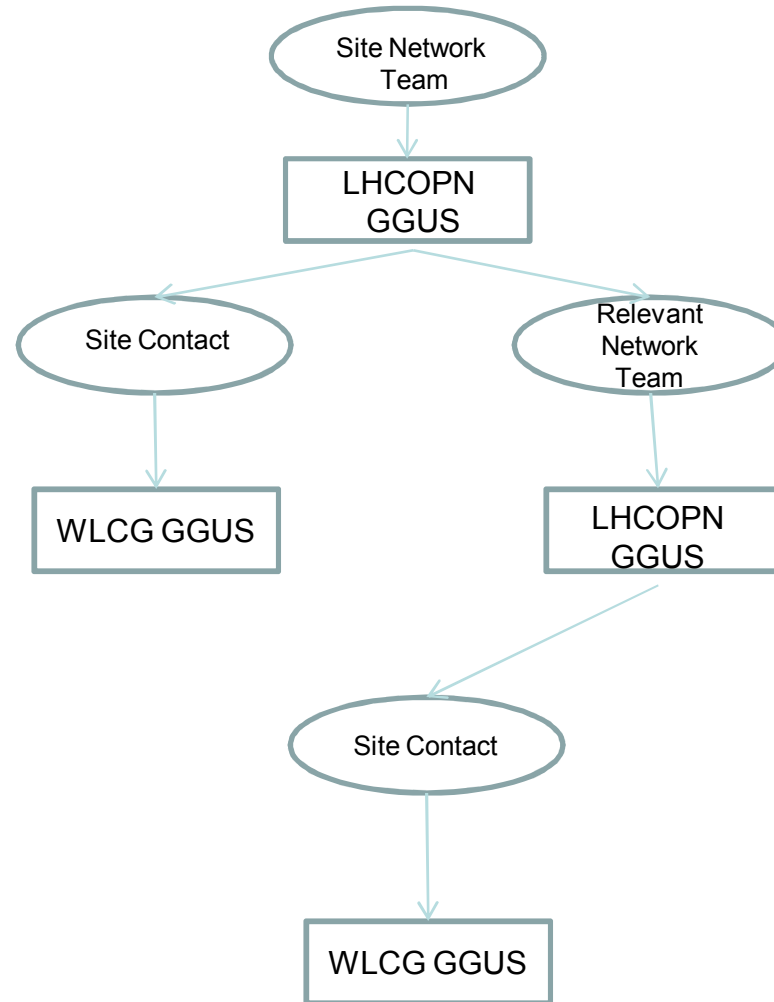 Site Network
Team
LHCOPN
GGUS
Site Contact
Relevant
Network
Team
WLCG GGUS
LHCOPN
GGUS
Site Contact
WLCG GGUS